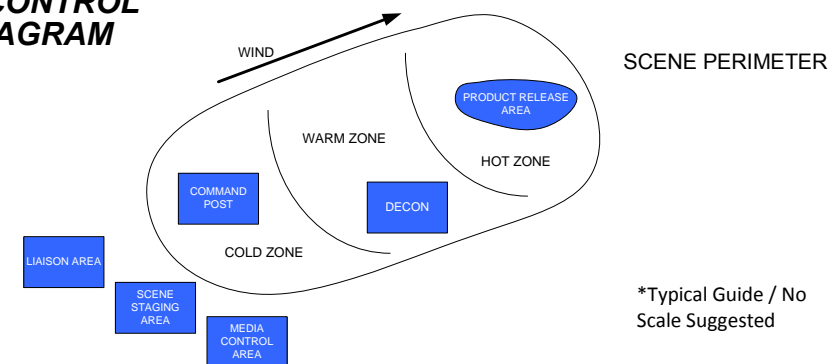 CONTROL
AGRAM
WIND
SCENE PERIMETER
PRODUCT RELEASE
AREA
WARM ZONE
HOT ZONE
COMMAND
POST
DECON
COLD ZONE
LIAISON AREA
SCENE
STAGING
AREA
MEDIA
CONTROL
AREA
*Typical Guide / No
Scale Suggested